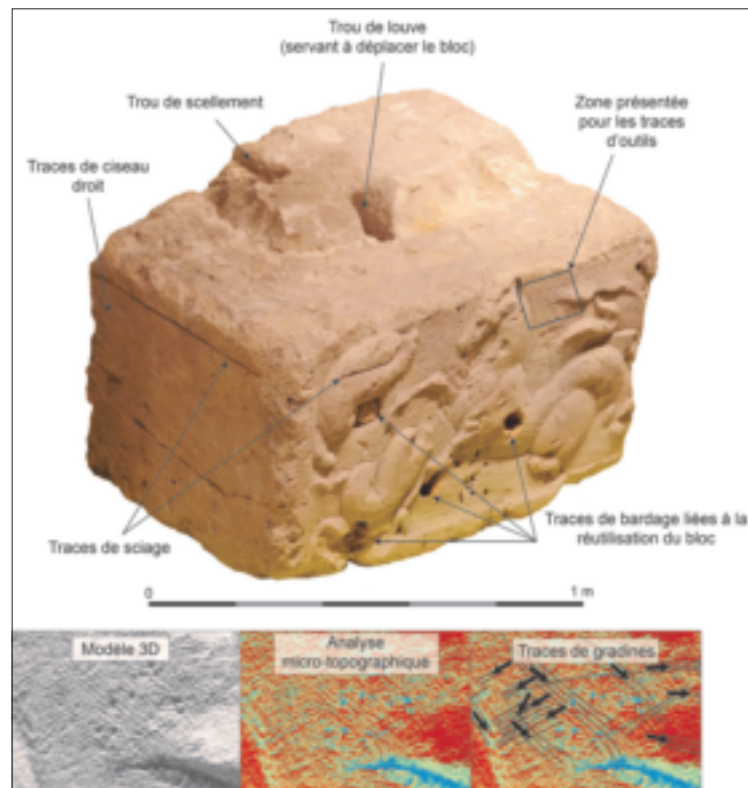 Trou de louve
(servant à déplacer le bloc)
Trou de scellement
Zone présentée
pour les traces
d'outils
Traces de ciseau
droit
Traces de sciage
Traces de bardage liées à la
réutilisation du bloc
0
1 m
Modèle 3D
Analyse
micro-topographique
Traces de gradines